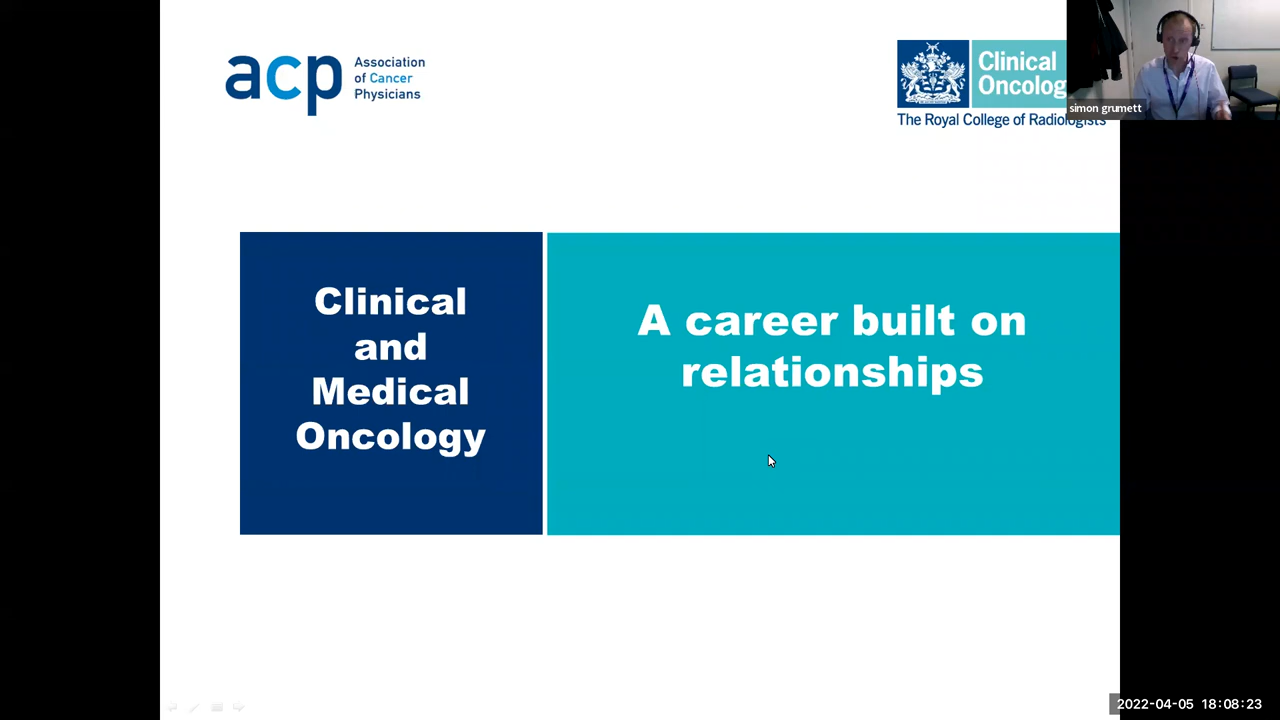 acp
Association
of Cancer
Physicians
Clinical
Oncolog
The Royal College of Radiologists
simon grumett
Clinical
and
Medical
Oncology
A career built on
relationships
2022-04-05 18:08:23